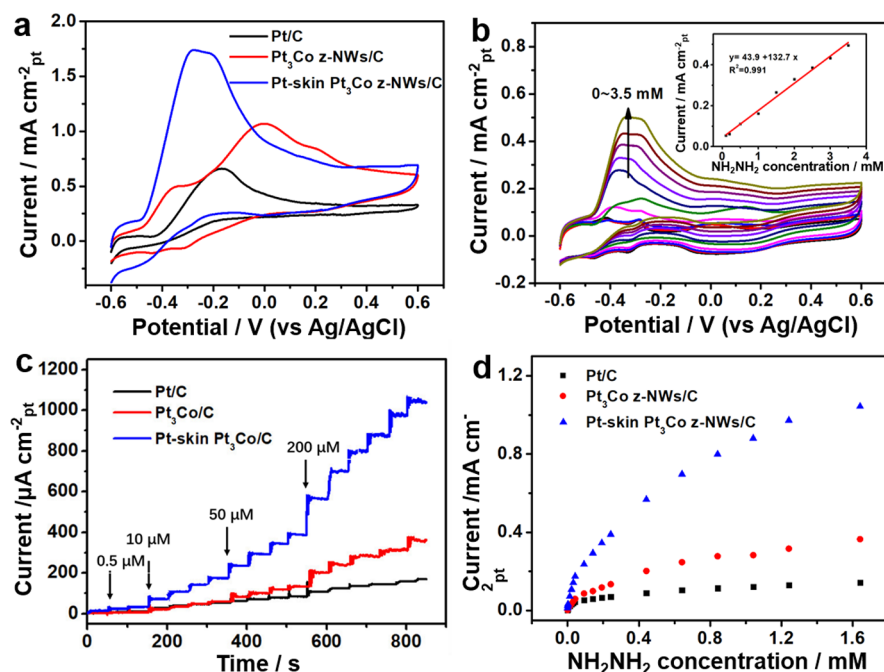 a
Pt/C
Pt₃Co z-NWs/C
Pt-skin Pt₃Co z-NWs/C
2.0
1.5
1.0
0.5
0.0
-0.6 -0.4 -0.2 0.0 0.2 0.4 0.6
Current / mA cm⁻²pt
Potential / V (vs Ag/AgCl)
b
0.8
0.6
0.4
0.2
0.0
-0.2
-0.6 -0.4 -0.2 0.0 0.2 0.4 0.6
Current / mA cm⁻²pt
Potential / V (vs Ag/AgCl)
0~3.5 mM
y= 43.9 +132.7 x
R²=0.991
0.4
0.2
0.0
0 1 2 3 4
Current / mA cm⁻²pt
NH₂NH₂ concentration / mM
c
Pt/C
Pt₃Co/C
Pt-skin Pt₃Co/C
1200
1000
800
600
400
200
0
0 200 400 600 800
0.5 µM
10 µM
50 µM
200 µM
Current /µA cm⁻²pt
Time / s
d
Pt/C
Pt₃Co z-NWs/C
Pt-skin Pt₃Co z-NWs/C
1.2
0.8
0.4
0.0
0.0 0.4 0.8 1.2 1.6
Current /mA cm⁻
2pt
NH₂NH₂ concentration / mM